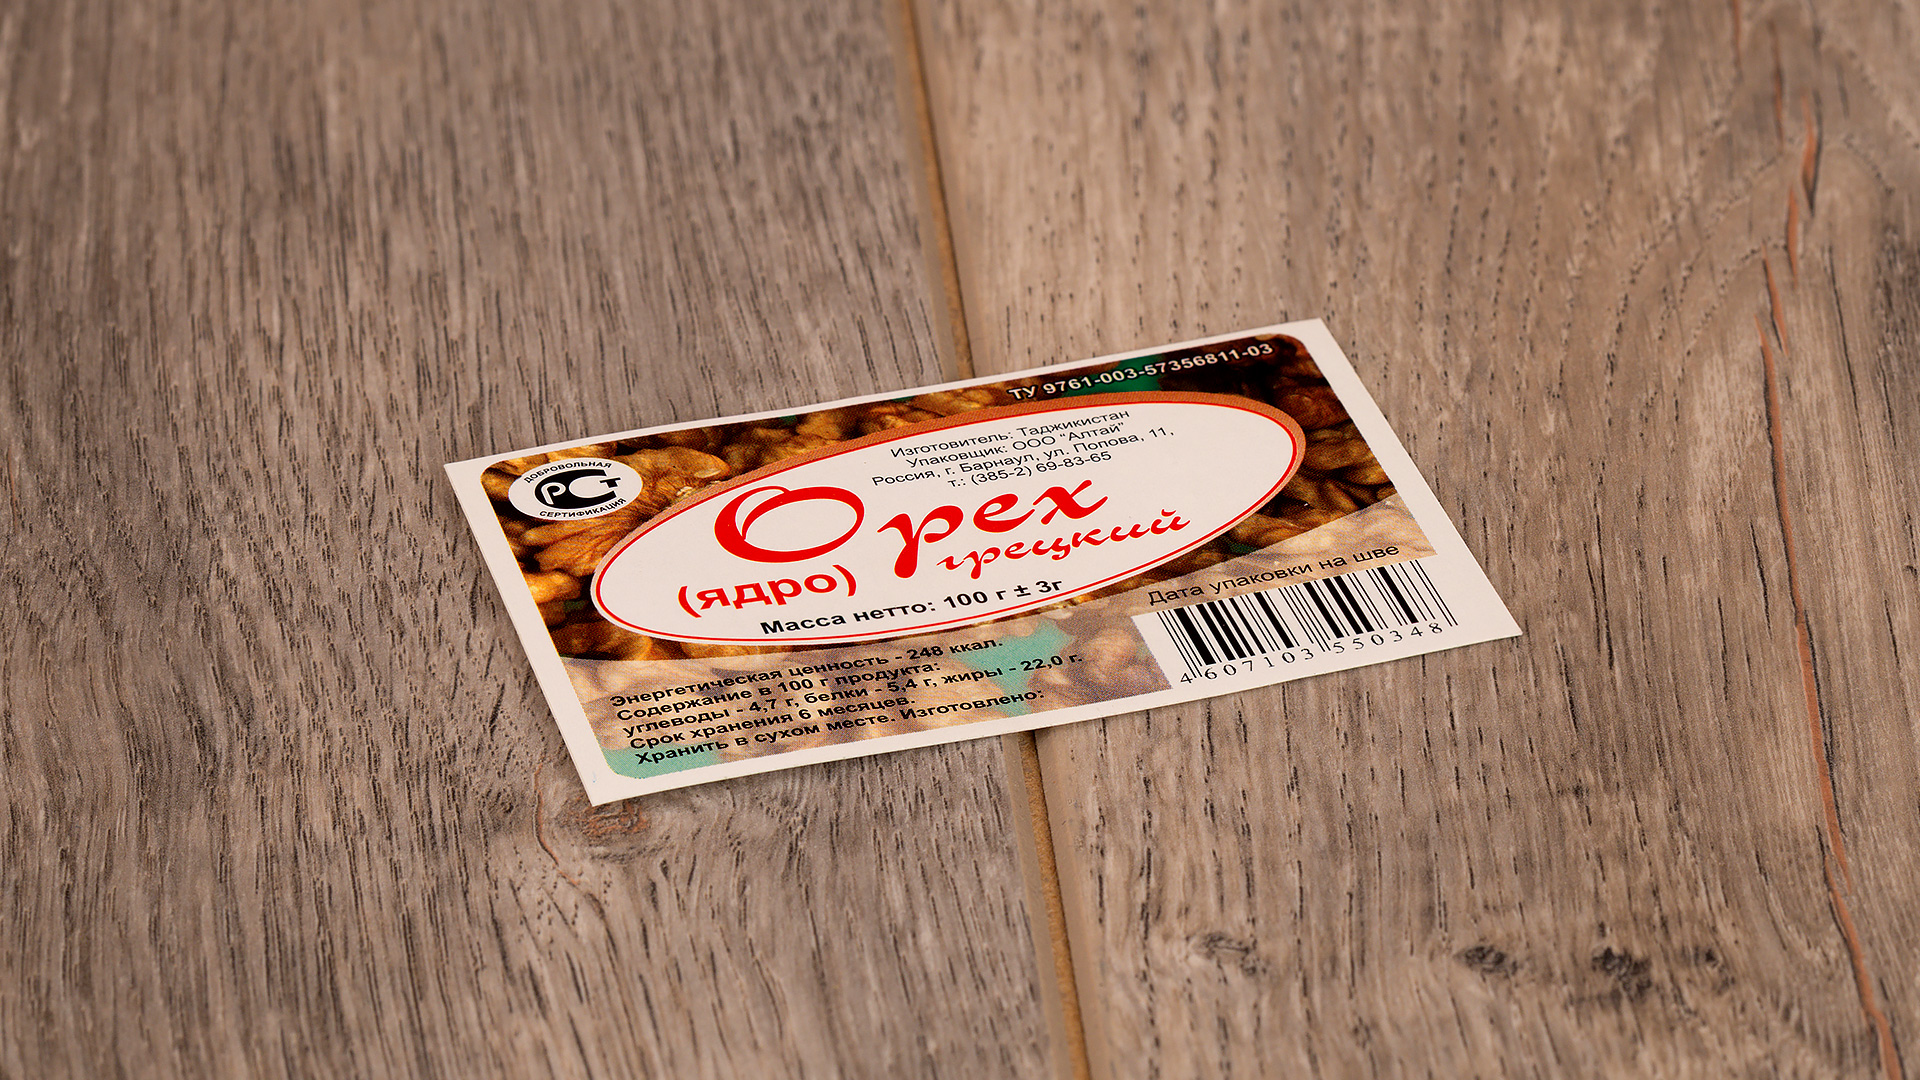 ТУ 9761-003-57356811-03
ДОБРОВОЛЬНАЯ
РСТ
СЕРТИФИКАЦИЯ
Изготовитель: Таджикистан
Упаковщик: ООО "Алтай"
Россия, г. Барнаул, ул. Попова, 11,
т.: (385-2) 69-83-65
Орех
грецкий
(ядро)
Масса нетто: 100 г ± 3г
Энергетическая ценность - 248 ккал.
Содержание в 100 г продукта:
углеводы - 4,7 г, белки - 5,4 г, жиры - 22,0 г.
Срок хранения 6 месяцев.
Хранить в сухом месте. Изготовлено:
Дата упаковки на шве
4607103550348